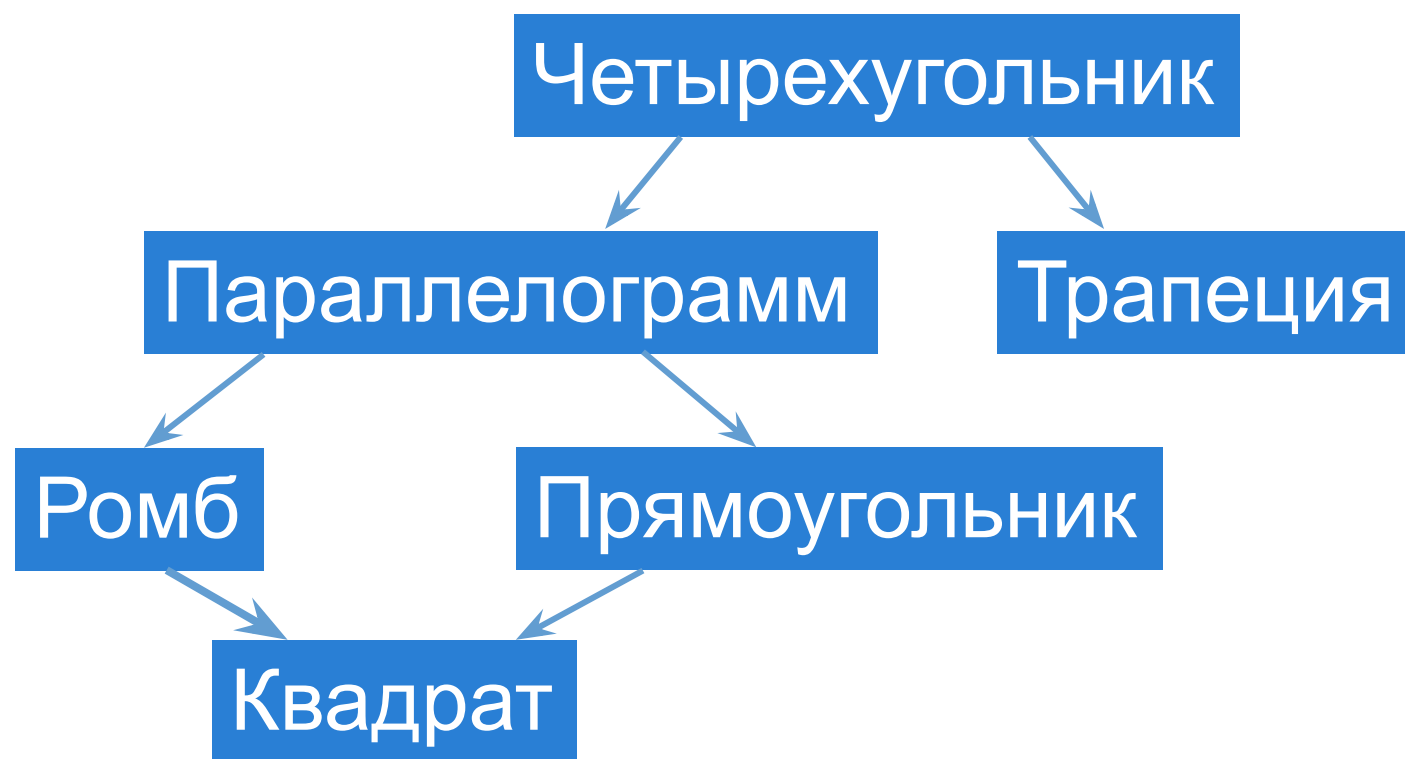 Четырехугольник
Параллелограмм
Трапеция
Ромб
Прямоугольник
Квадрат